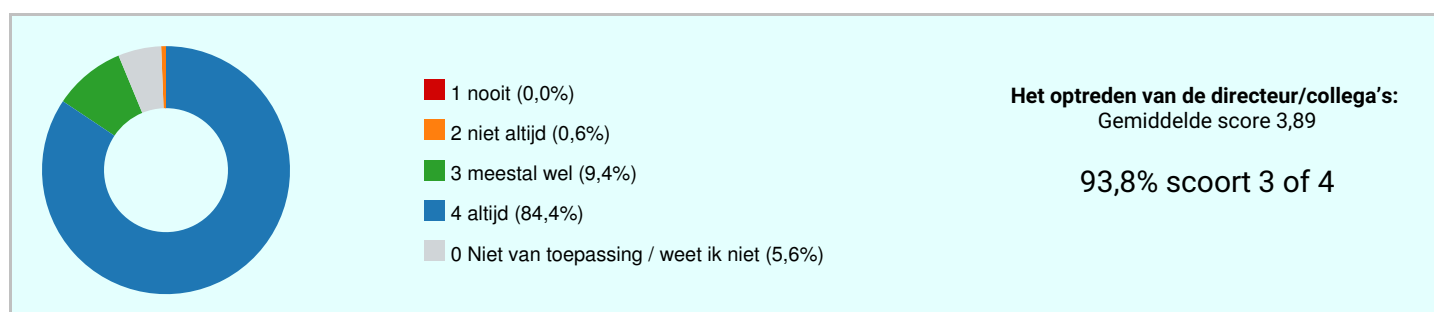 1 nooit (0,0%)
2 niet altijd (0,6%)
3 meestal wel (9,4%)
4 altijd (84,4%)
0 Niet van toepassing / weet ik niet (5,6%)
Het optreden van de directeur/collega’s:
Gemiddelde score 3,89
93,8% scoort 3 of 4